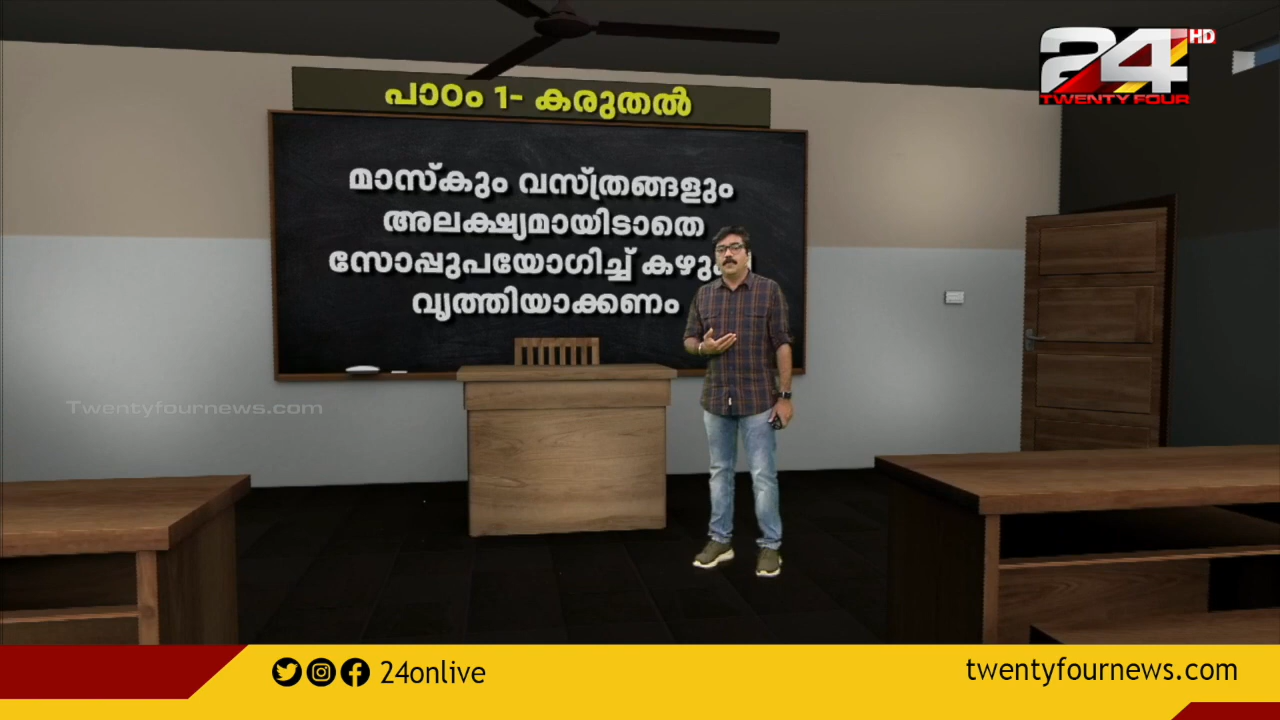 24 HD
TWENTY FOUR
പാഠം 1- കരുതൽ
മാസ്കും വസ്ത്രങ്ങളും
അലക്ഷ്യമായിടാതെ
സോപ്പുപയോഗിച്ച്
വൃത്തിയാക്കണം
Twentyfournews.com
24onlive
twentyfournews.com